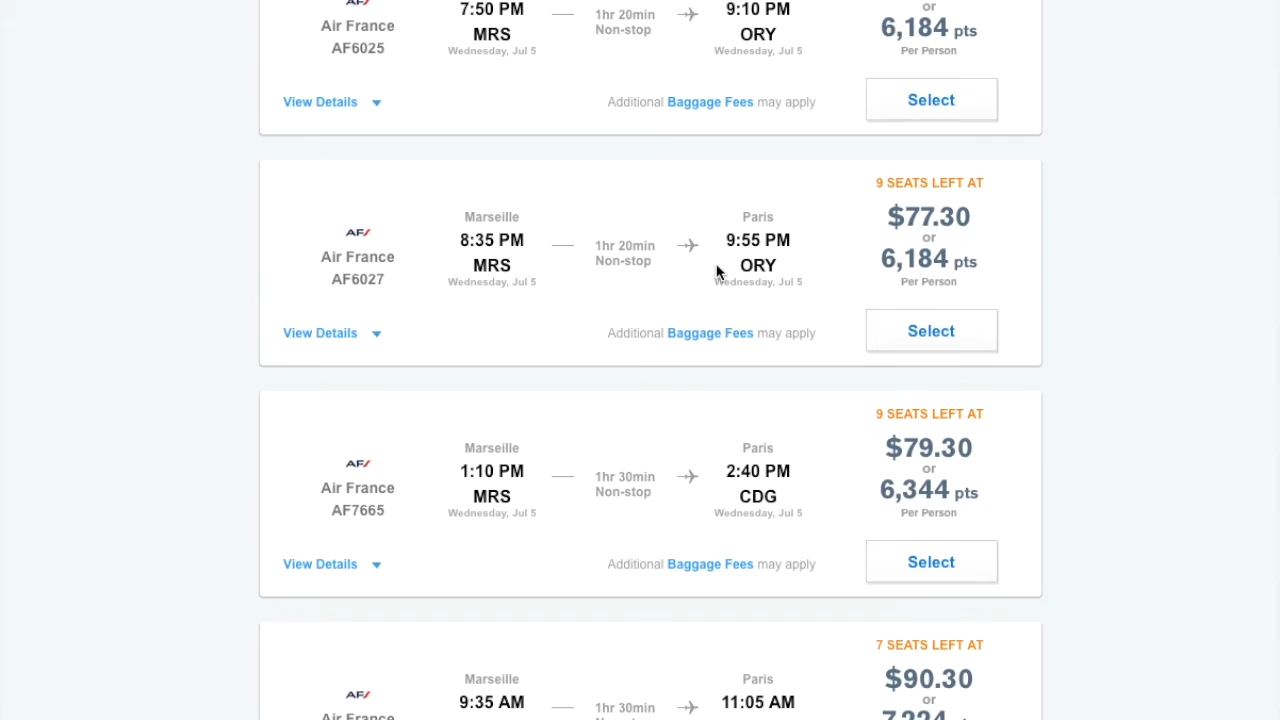 AF
7:50 PM
1hr 20min
9:10 PM
or
Air France
MRS
Non-stop
ORY
6,184 pts
AF6025
Wednesday, Jul 5
Wednesday, Jul 5
Per Person
View Details
Additional Baggage Fees may apply
Select
9 SEATS LEFT AT
Marseille
Paris
$77.30
AF
8:35 PM
1hr 20min
9:55 PM
or
Air France
MRS
Non-stop
ORY
6,184 pts
AF6027
Wednesday, Jul 5
Wednesday, Jul 5
Per Person
View Details
Additional Baggage Fees may apply
Select
9 SEATS LEFT AT
Marseille
Paris
$79.30
AF
1:10 PM
1hr 30min
2:40 PM
or
Air France
MRS
Non-stop
CDG
6,344 pts
AF7665
Wednesday, Jul 5
Wednesday, Jul 5
Per Person
View Details
Additional Baggage Fees may apply
Select
7 SEATS LEFT AT
Marseille
Paris
$90.30
AF
9:35 AM
1hr 30min
11:05 AM
or
Air France
7,224